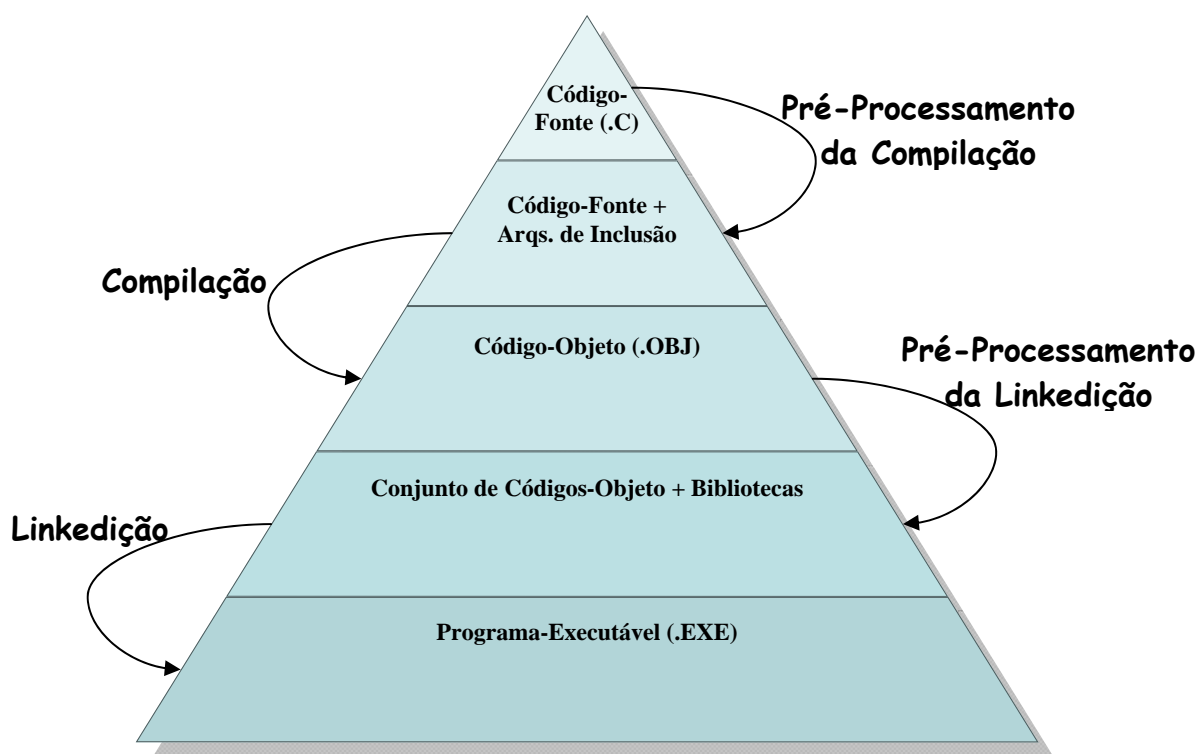 Código-
Fonte (.C)
Pré-Processamento
da Compilação
Código-Fonte +
Arqs. de Inclusão
Compilação
Código-Objeto (.OBJ)
Pré-Processamento
da Linkedição
Conjunto de Códigos-Objeto + Bibliotecas
Linkedição
Programa-Executável (.EXE)